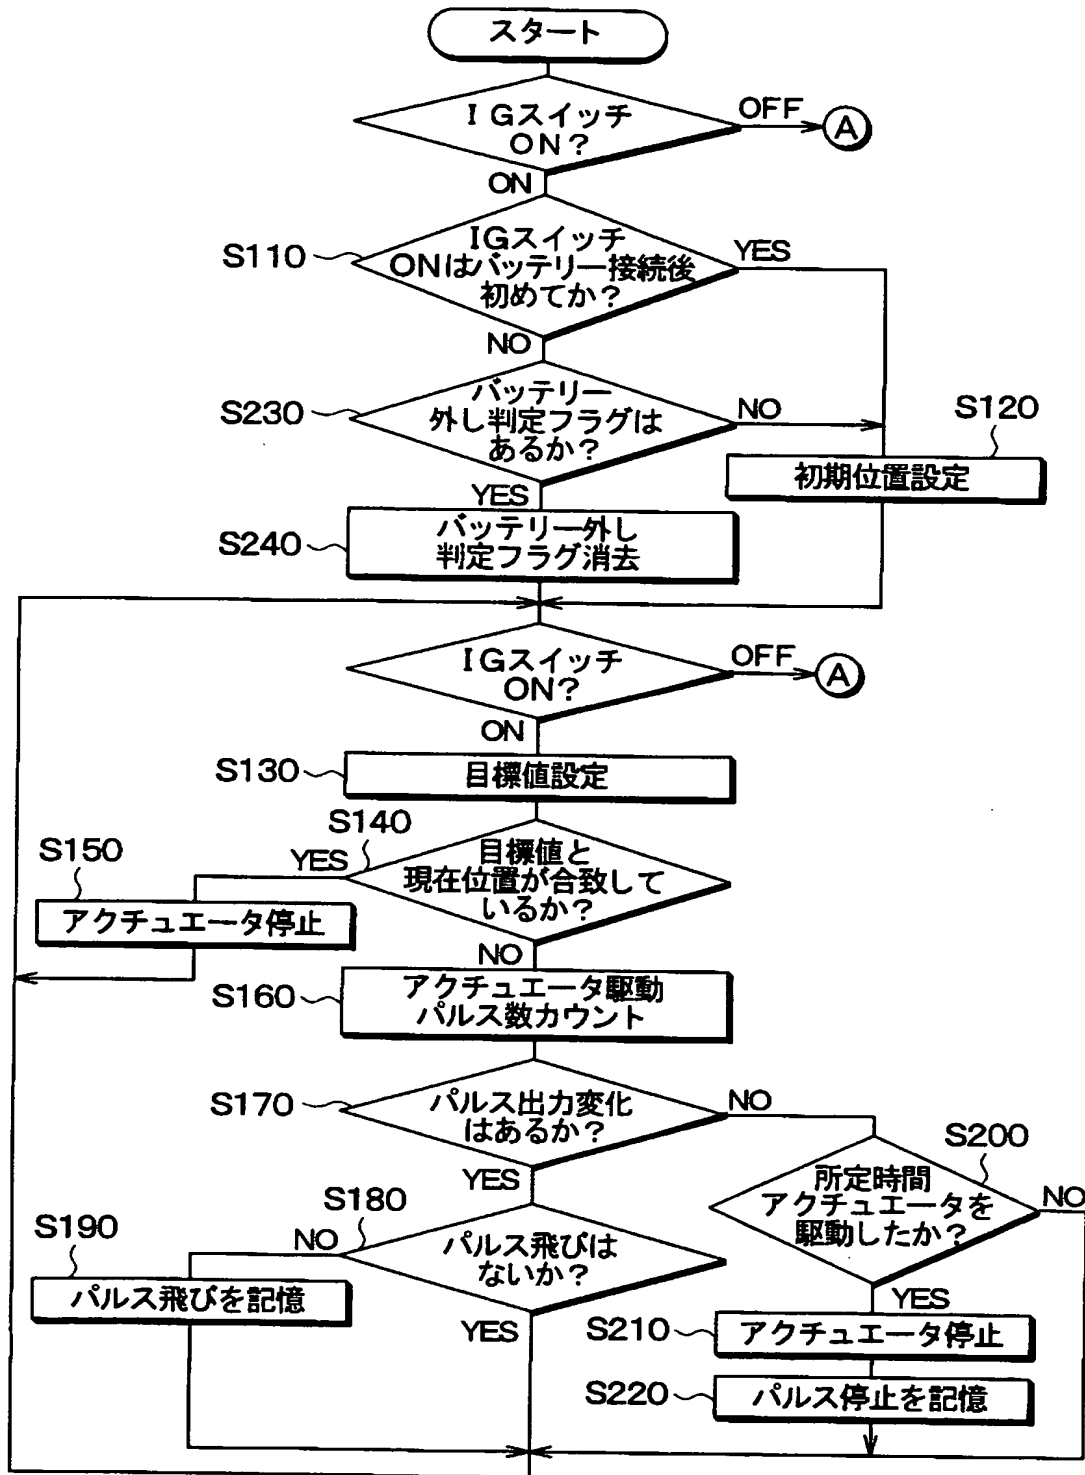 スタート
IGスイッチ
ON?
OFF
A
ON
S110
IGスイッチ
ONはバッテリー接続後
初めてか?
YES
NO
S230
バッテリー
外し判定フラグは
あるか?
NO
S120
初期位置設定
YES
S240
バッテリー外し
判定フラグ消去
IGスイッチ
ON?
OFF
A
ON
S130
目標値設定
S140
目標値と
現在位置が合致して
いるか?
YES
S150
アクチュエータ停止
NO
S160
アクチュエータ駆動
パルス数カウント
S170
パルス出力変化
はあるか?
NO
YES
S200
所定時間
アクチュエータを
駆動したか?
NO
S180
パルス飛びは
ないか?
NO
S190
パルス飛びを記憶
YES
YES
S210
アクチュエータ停止
S220
パルス停止を記憶